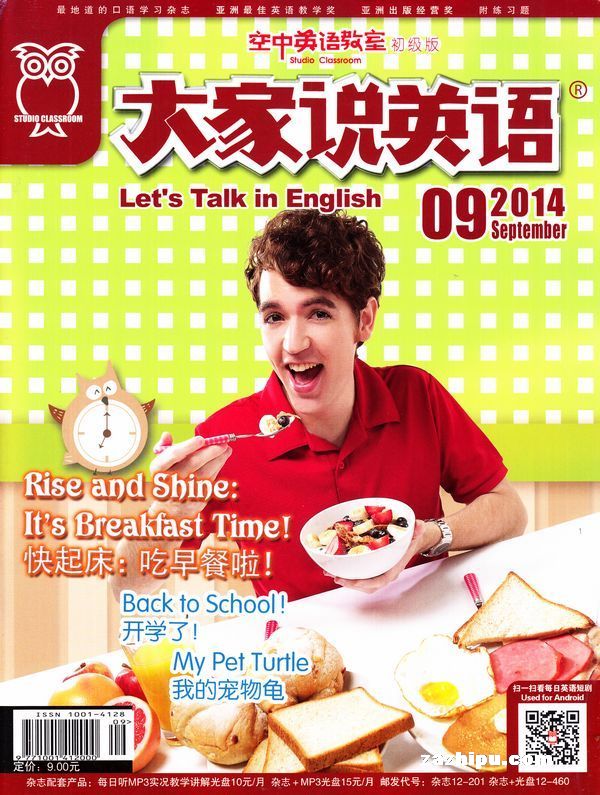 最地道的口语学习杂志 亚洲最佳英语教学奖 亚洲出版经营奖 附练习题
空中英语教室 初级版
Studio Classroom
STUDIO CLASSROOM
大家说英语®
Let's Talk in English
09 2014
September
Rise and Shine:
It's Breakfast Time!
快起床：吃早餐啦！
Back to School!
开学了！
My Pet Turtle
我的宠物龟
扫一扫看每日英语短剧
Used for Android
ISSN 1001-4128
09>
9771001412000
定价：9.00元
zazhipu.com
杂志配套产品：每日听MP3实况教学讲解光盘10元/月 杂志+MP3光盘15元/月 邮发代号：杂志12-201 杂志+光盘12-460